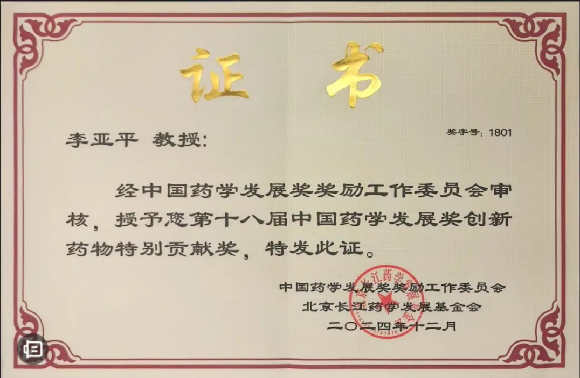 证 书
李亚平 教授:
奖字号: 1801
经中国药学发展奖奖励工作委员会审
核，授予您第十八届中国药学发展奖创新
药物特别贡献奖，特发此证。
中国药学发展奖奖励工作委员会
北京长江药学发展基金会
二〇二四年十二月